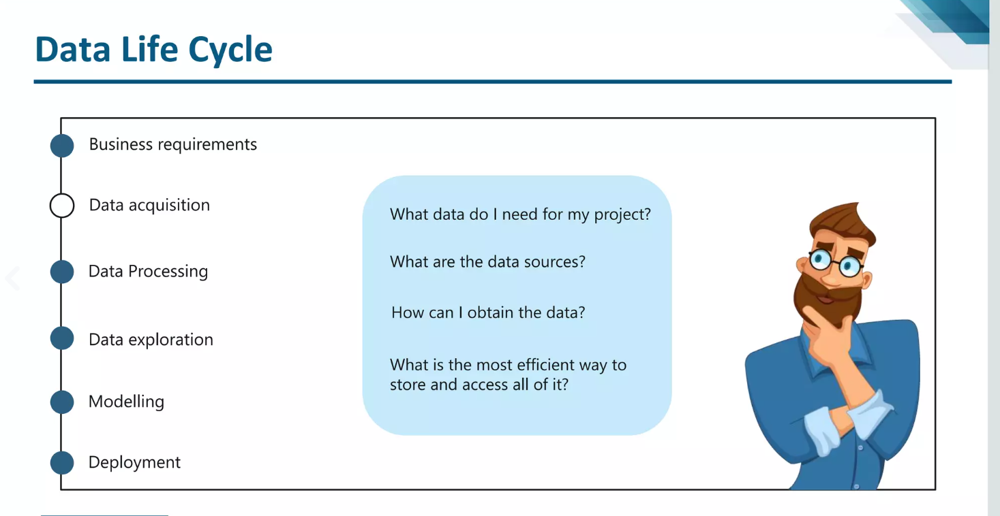 Data Life Cycle
Business requirements
Data acquisition
Data Processing
Data exploration
Modelling
Deployment
What data do I need for my project?
What are the data sources?
How can I obtain the data?
What is the most efficient way to
store and access all of it?